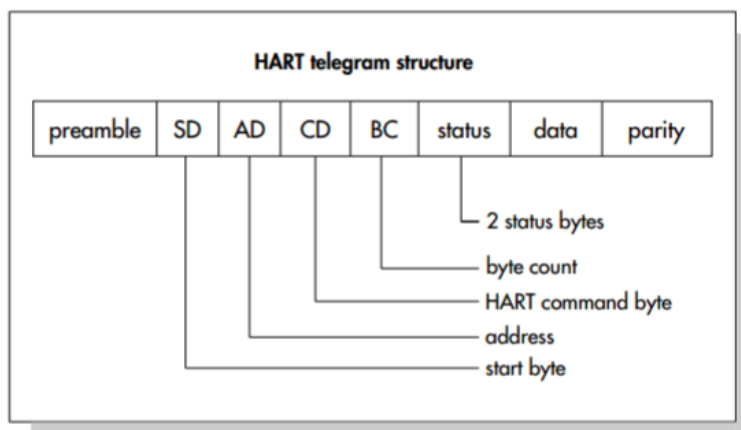 HART telegram structure
preamble SD AD CD BC status data parity
2 status bytes
byte count
HART command byte
address
start byte